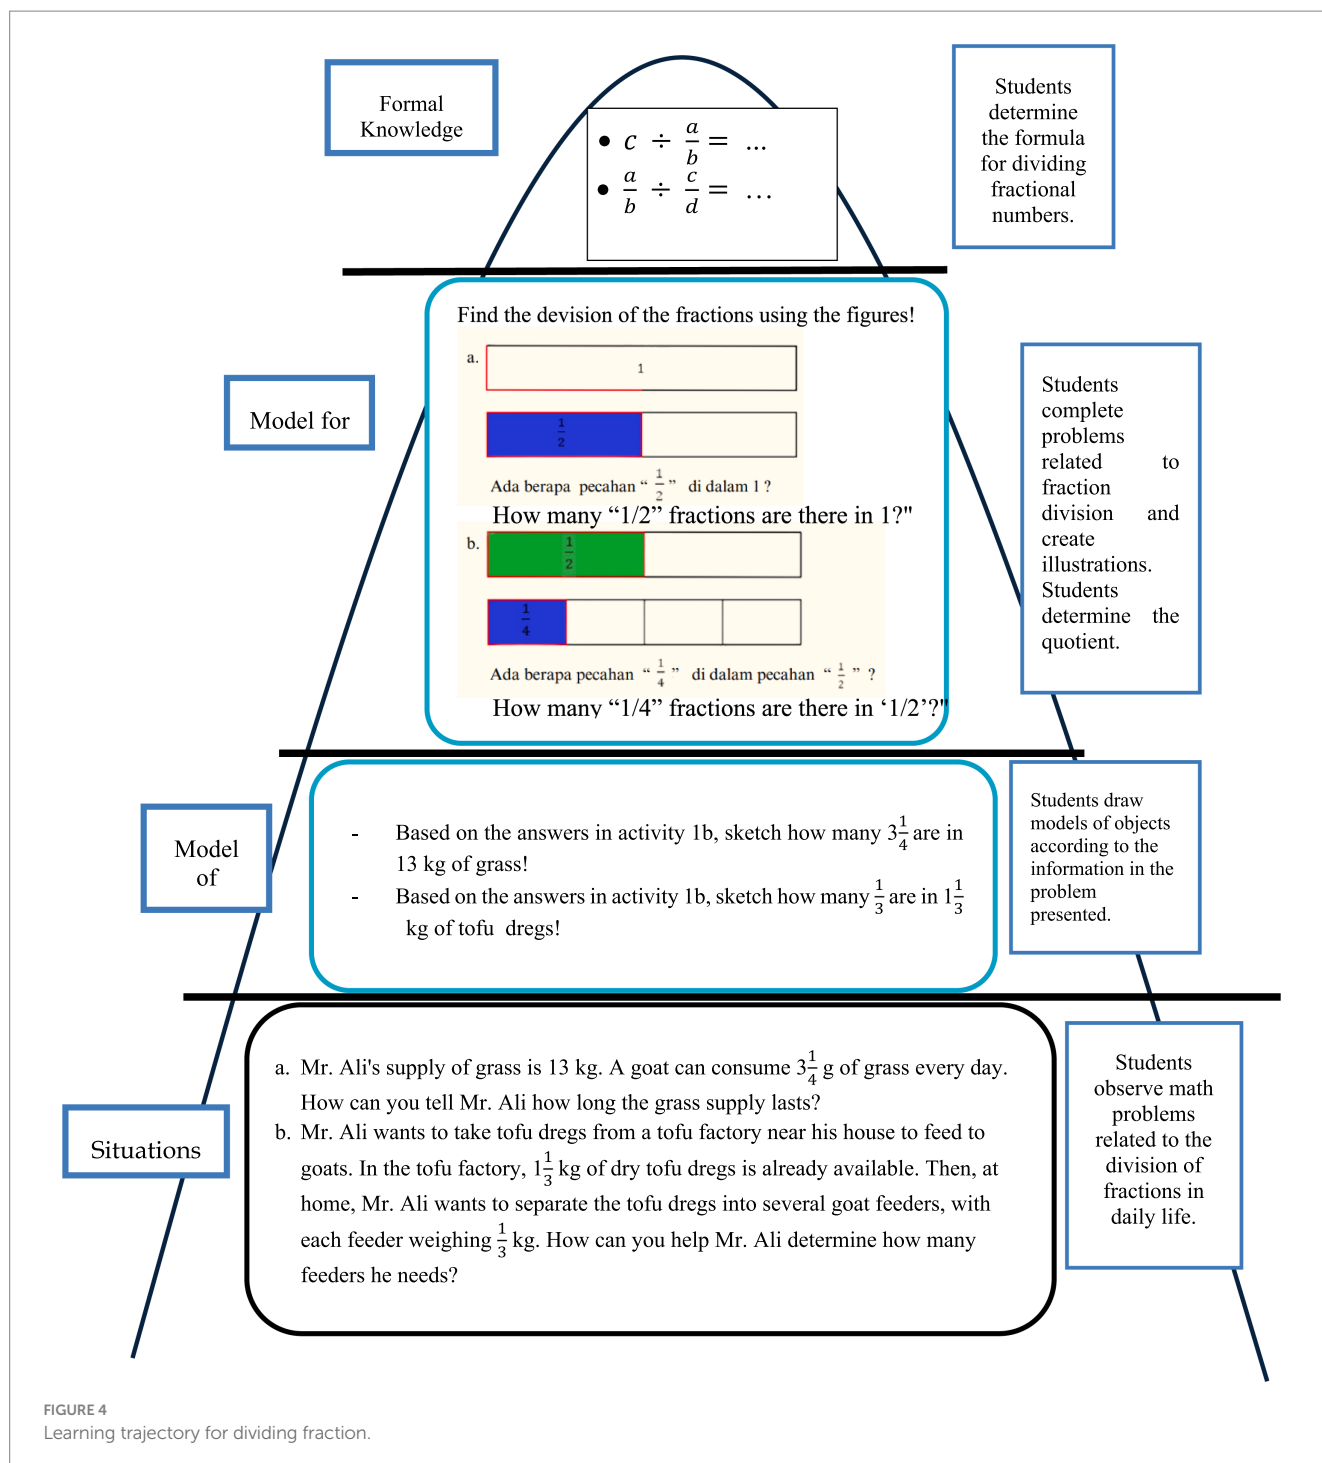 Formal
Knowledge
• c ÷ a/b = ...
• a/b ÷ c/d = ...
Students
determine
the formula
for dividing
fractional
numbers.
Model for
Find the devision of the fractions using the figures!
a.
1
1/2
Ada berapa pecahan “ 1/2 ” di dalam 1 ?
How many “1/2” fractions are there in 1?"
b.
1/2
1/4
Ada berapa pecahan “ 1/4 ” di dalam pecahan “ 1/2 ” ?
How many “1/4” fractions are there in ‘1/2’?"
Students
complete
problems
related to
fraction
division and
create
illustrations.
Students
determine the
quotient.
Model
of
- Based on the answers in activity 1b, sketch how many 3 1/4 are in
13 kg of grass!
- Based on the answers in activity 1b, sketch how many 1/3 are in 1 1/3
kg of tofu dregs!
Students draw
models of objects
according to the
information in the
problem
presented.
Situations
a. Mr. Ali's supply of grass is 13 kg. A goat can consume 3 1/4 g of grass every day.
How can you tell Mr. Ali how long the grass supply lasts?
b. Mr. Ali wants to take tofu dregs from a tofu factory near his house to feed to
goats. In the tofu factory, 1 1/3 kg of dry tofu dregs is already available. Then, at
home, Mr. Ali wants to separate the tofu dregs into several goat feeders, with
each feeder weighing 1/3 kg. How can you help Mr. Ali determine how many
feeders he needs?
Students
observe math
problems
related to the
division of
fractions in
daily life.
FIGURE 4
Learning trajectory for dividing fraction.